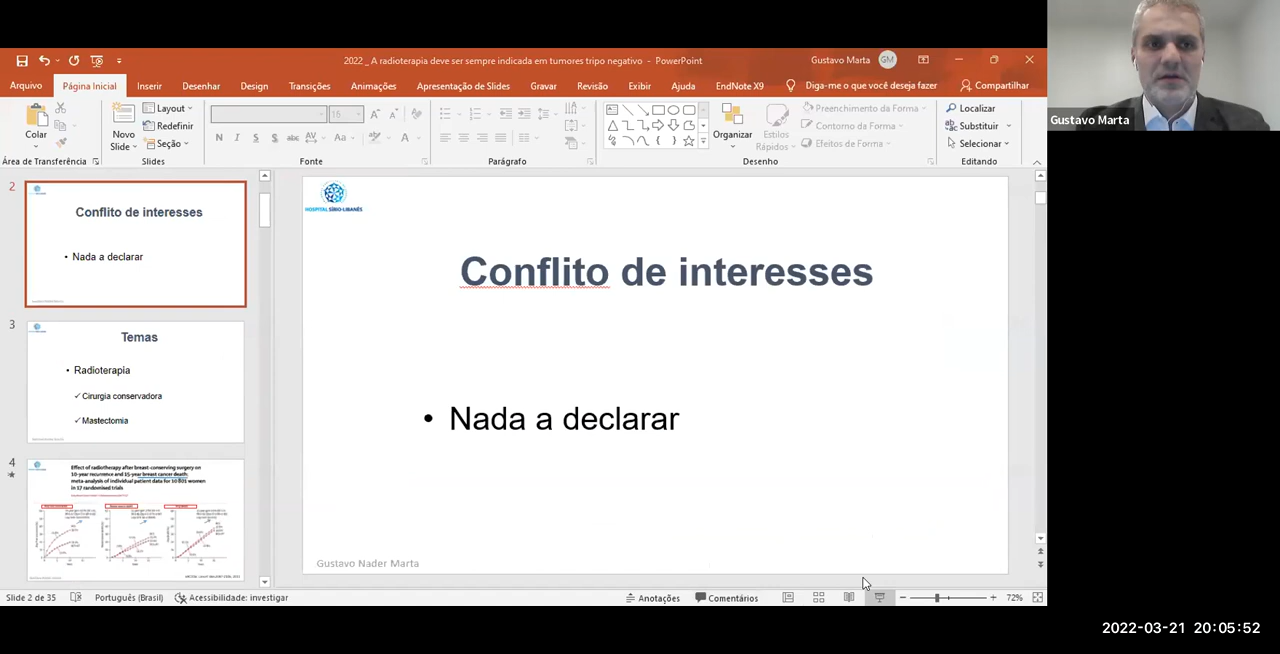 2022 _ A radioterapia deve ser sempre indicada em tumores tripo negativo - PowerPoint
Gustavo Marta
GM
Arquivo
Página Inicial
Inserir
Desenhar
Design
Transições
Animações
Apresentação de Slides
Gravar
Revisão
Exibir
Ajuda
EndNote X9
Diga-me o que você deseja fazer
Compartilhar
Colar
Área de Transferência
Novo
Slide
Layout
Redefinir
Seção
Slides
15
N
I
S
S
abc
AV
Aa
A
Fonte
Parágrafo
Organizar
Estilos
Rápidos
Preenchimento da Forma
Contorno da Forma
Efeitos de Forma
Desenho
Localizar
Substituir
Selecionar
Editando
Gustavo Marta
2
Conflito de interesses
• Nada a declarar
3
Temas
• Radioterapia
✓ Cirurgia conservadora
✓ Mastectomia
4
Effect of radiotherapy after breast-conserving surgery on
10-year recurrence and 15-year breast cancer death:
meta-analysis of individual patient data for 10 801 women
in 17 randomised trials
HOSPITAL SÍRIO-LIBANÊS
Conflito de interesses
• Nada a declarar
Gustavo Nader Marta
Slide 2 de 35
Português (Brasil)
Acessibilidade: investigar
Anotações
Comentários
72%
2022-03-21 20:05:52